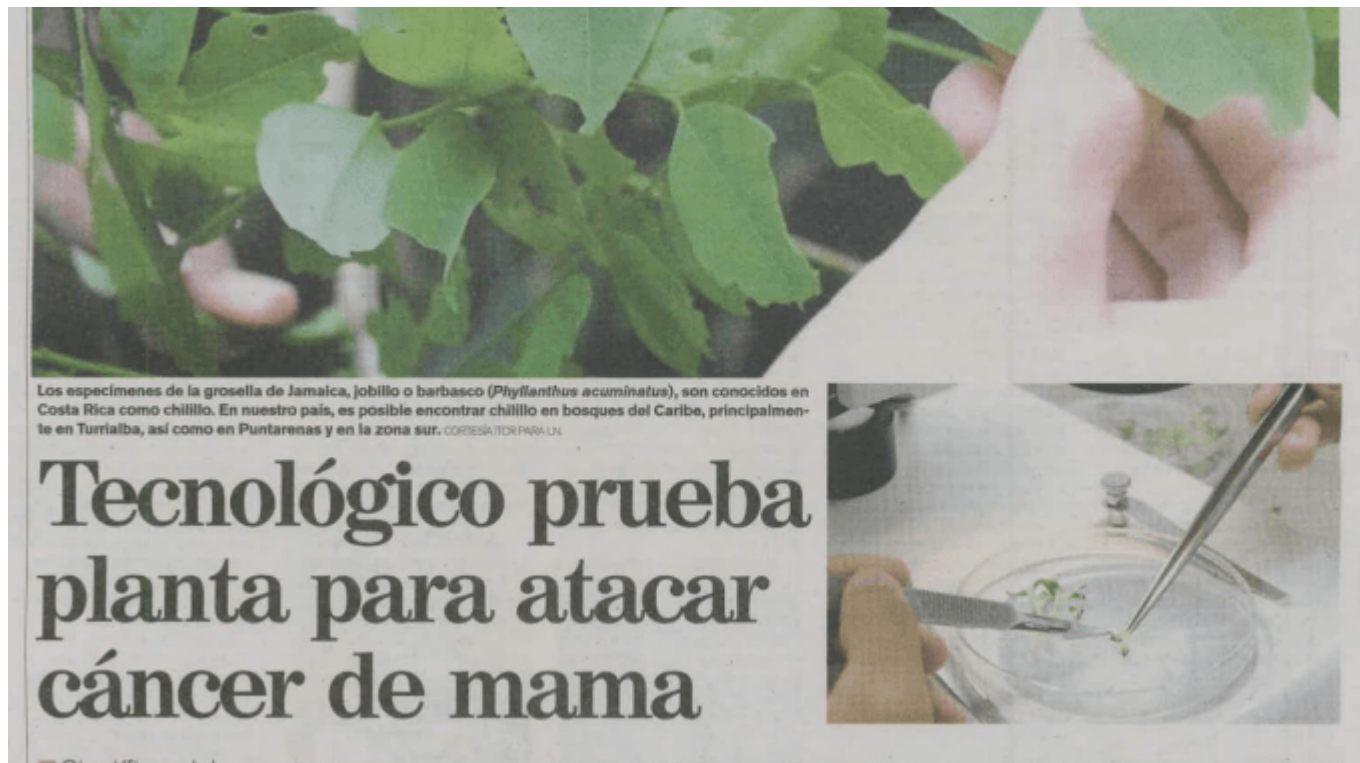 Los especímenes de la grosella de Jamaica, jobillo o barbasco (Phyllanthus acuminatus), son conocidos en
Costa Rica como chilillo. En nuestro país, es posible encontrar chilillo en bosques del Caribe, principalmen-
te en Turrialba, así como en Puntarenas y en la zona sur. CORTESÍA ITCR PARA LN.
Tecnológico prueba
planta para atacar
cáncer de mama